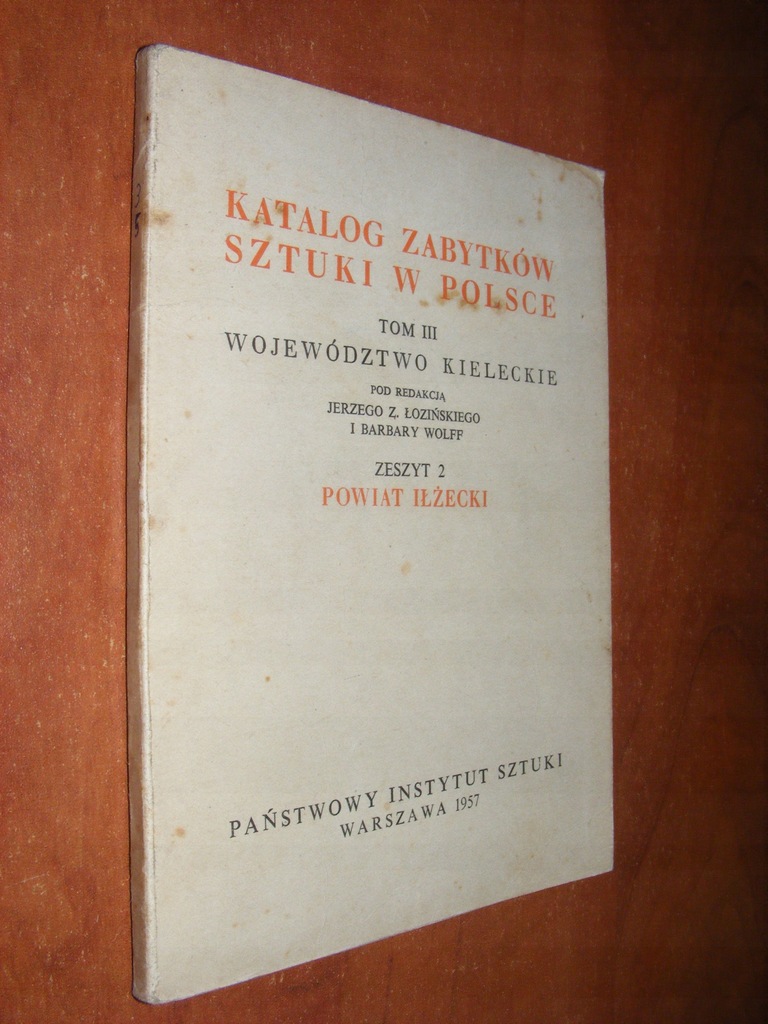 KATALOG ZABYTKÓW
SZTUKI W POLSCE
TOM III
WOJEWÓDZTWO KIELECKIE
POD REDAKCJĄ
JERZEGO Z. ŁOZIŃSKIEGO
I BARBARY WOLFF
ZESZYT 2
POWIAT IŁŻECKI
PAŃSTWOWY INSTYTUT SZTUKI
WARSZAWA 1957